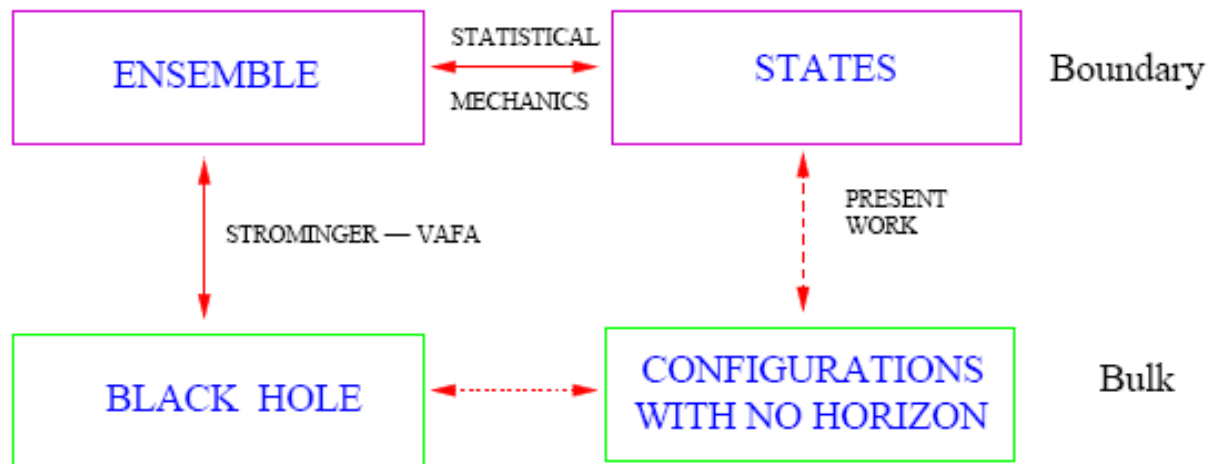 STATISTICAL
ENSEMBLE
STATES
Boundary
MECHANICS
PRESENT
WORK
STROMINGER — VAFA
CONFIGURATIONS
WITH NO HORIZON
BLACK HOLE
Bulk